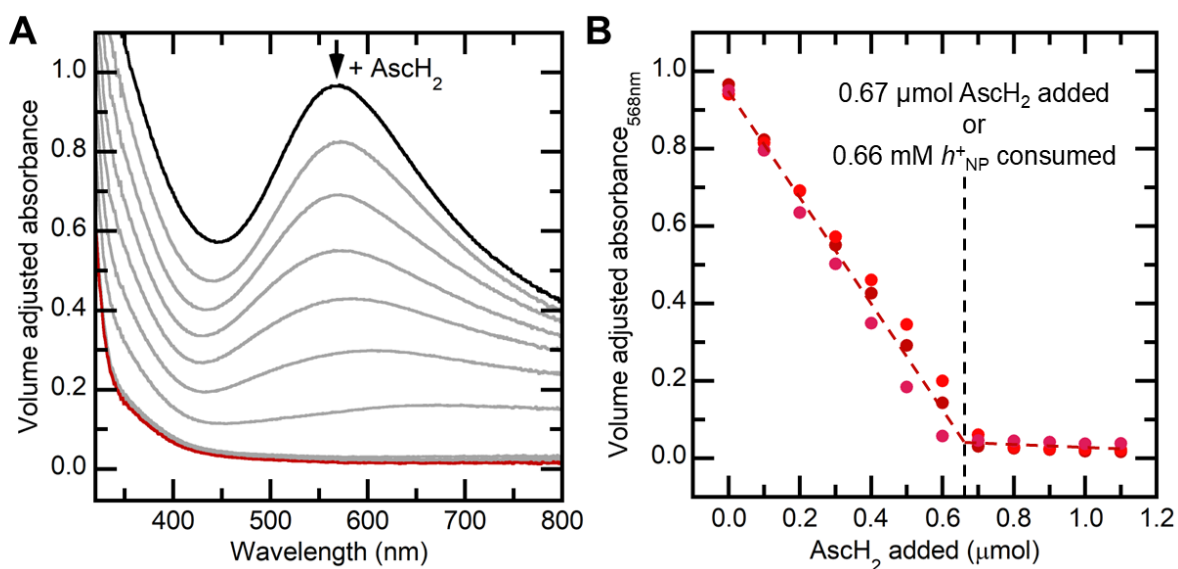 A
+ AscH₂
Volume adjusted absorbance
1.0
0.8
0.6
0.4
0.2
0.0
400
500
600
700
800
Wavelength (nm)
B
0.67 μmol AscH₂ added
or
0.66 mM h⁺NP consumed
Volume adjusted absorbance₅₆₈nm
1.0
0.8
0.6
0.4
0.2
0.0
0.0
0.2
0.4
0.6
0.8
1.0
1.2
AscH₂ added (μmol)